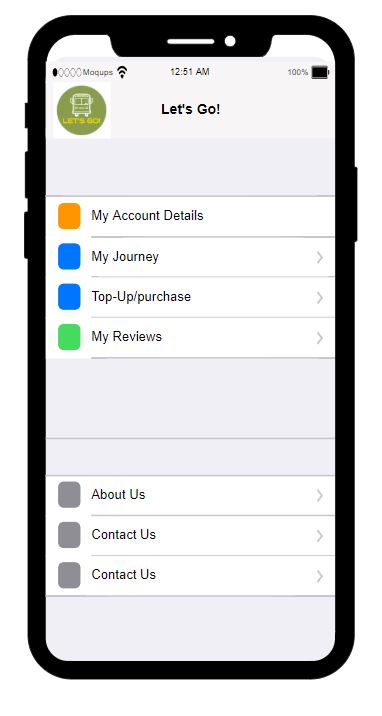 Moqups 12:51 AM 100%
LET'S GO!
Let's Go!
My Account Details
My Journey
Top-Up/purchase
My Reviews
About Us
Contact Us
Contact Us